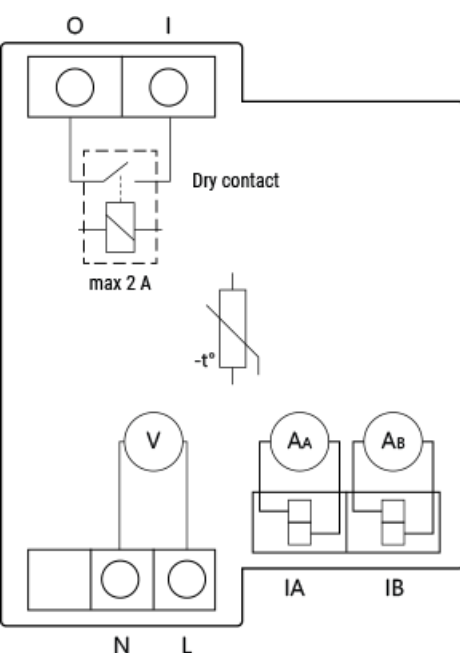 O I
Dry contact
max 2 A
-t°
V AA AB
IA IB
N L